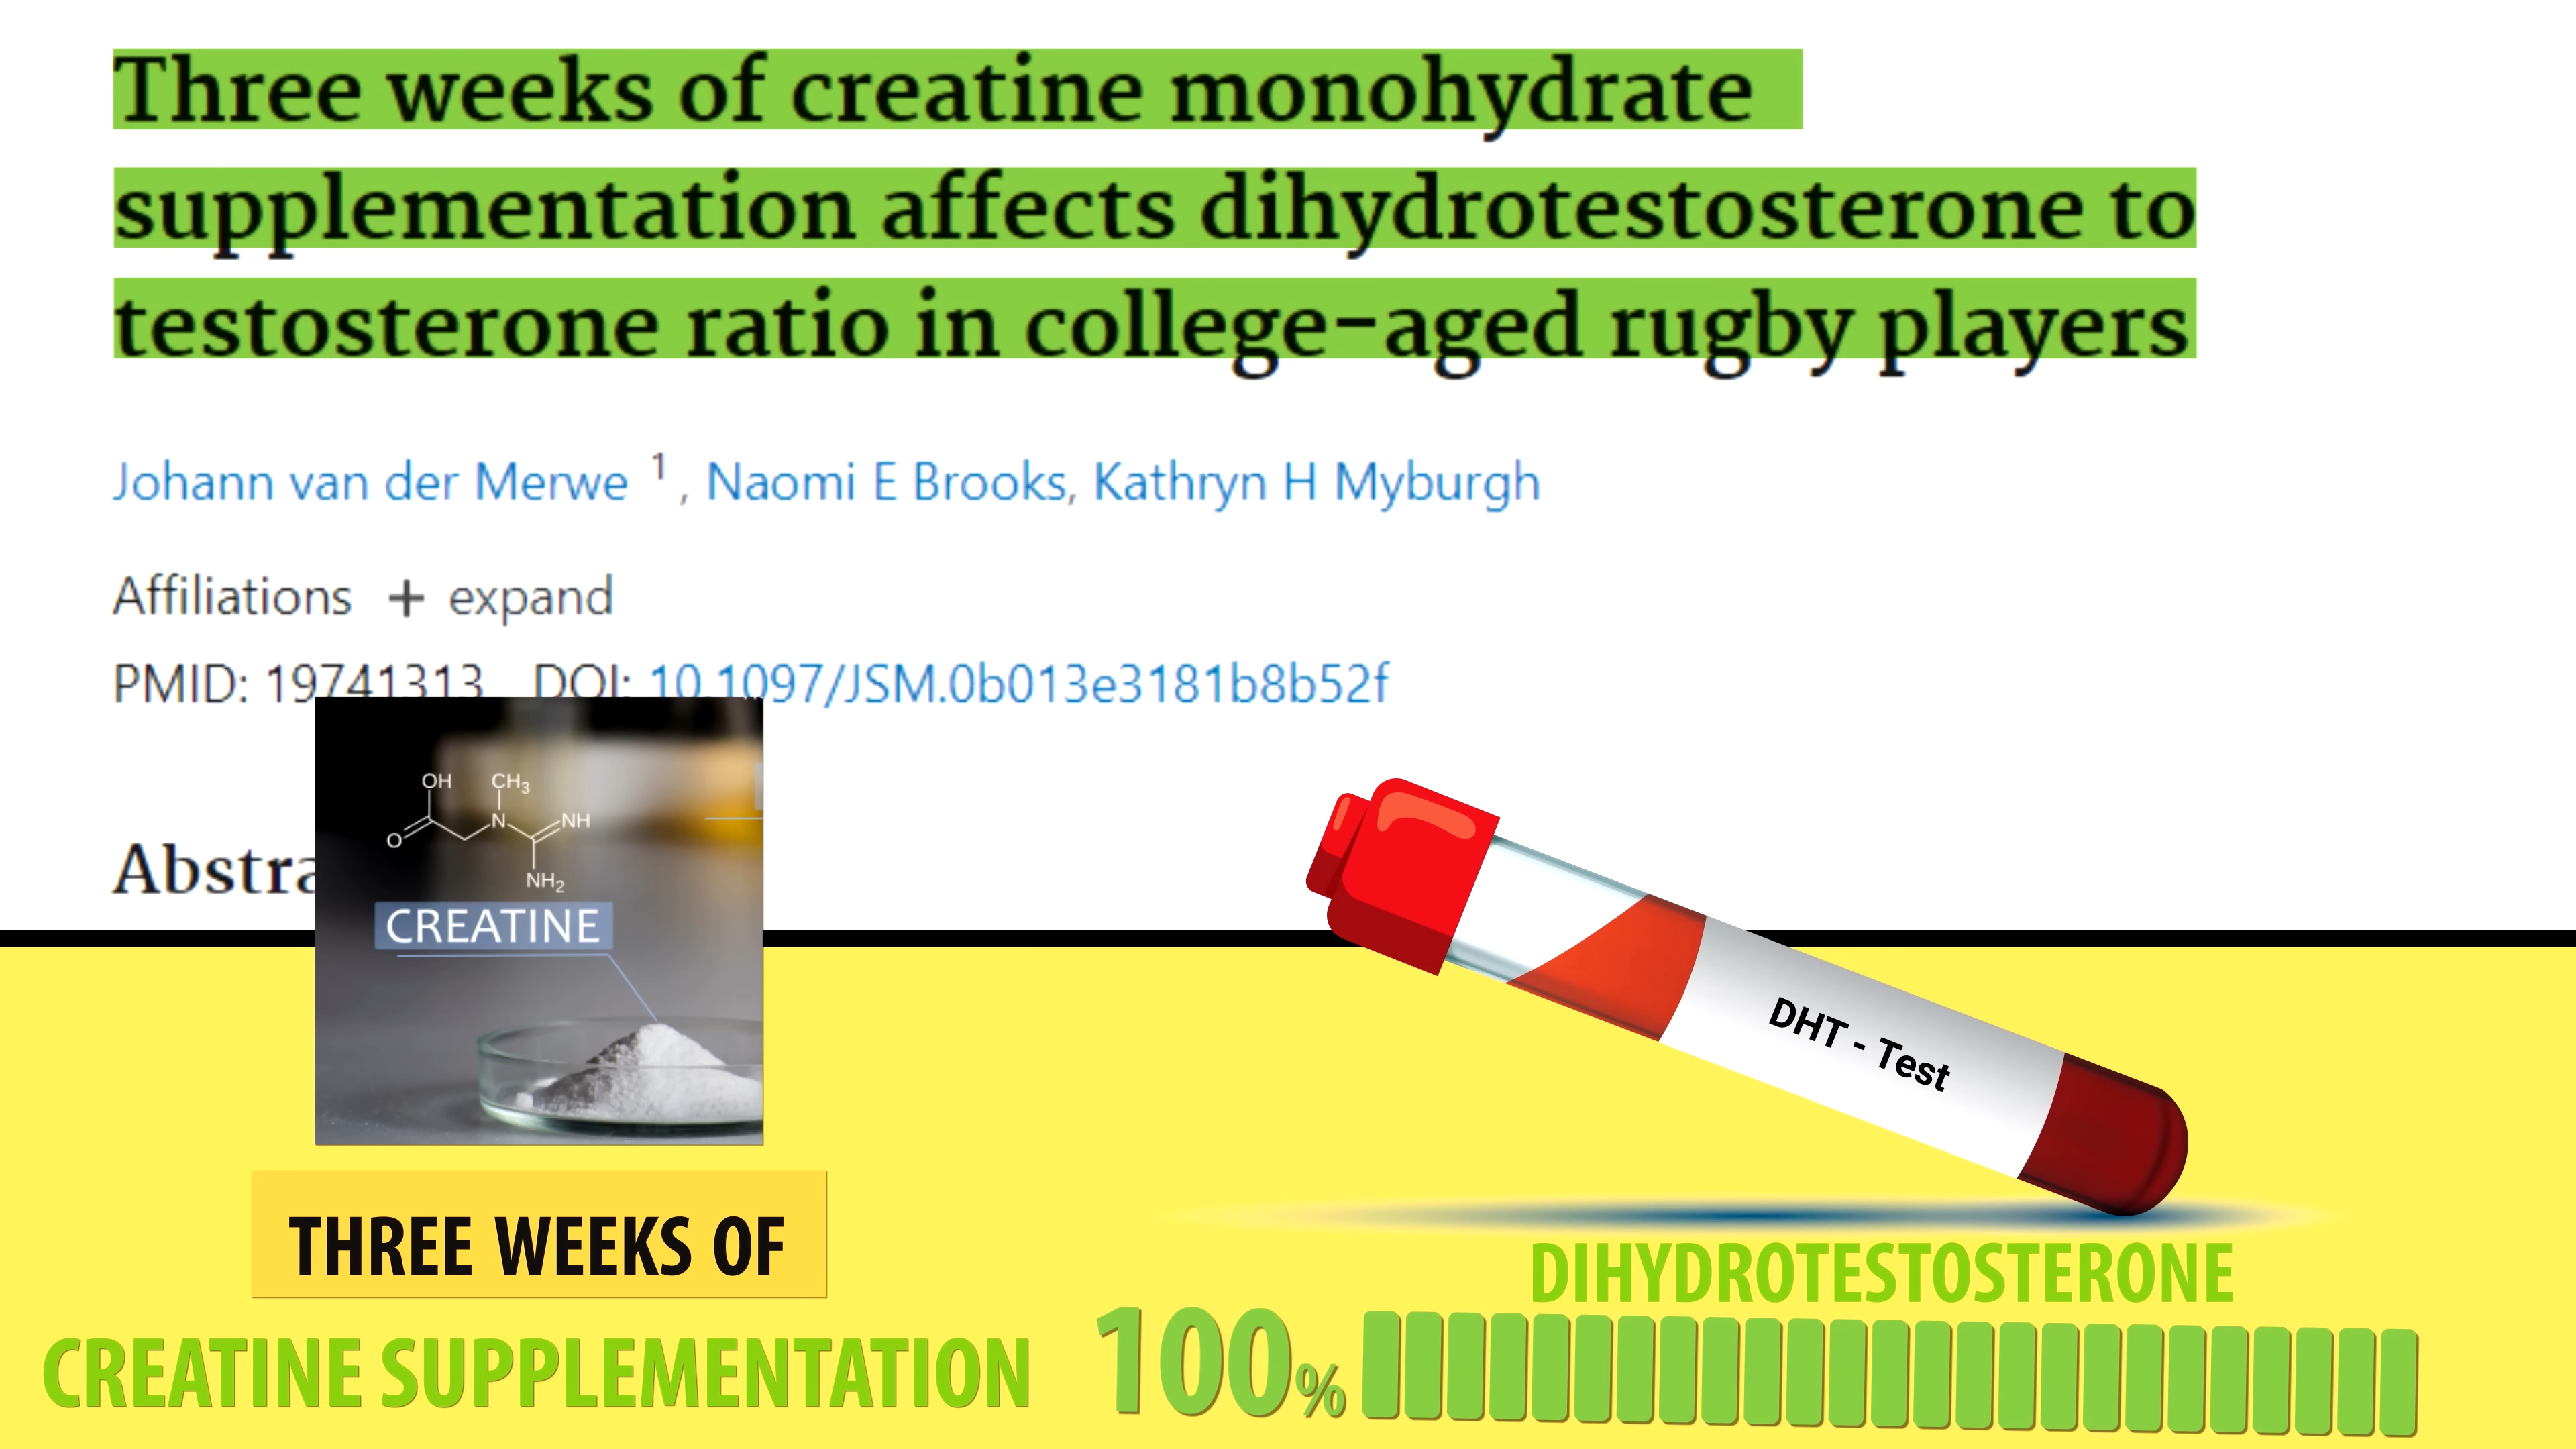 Three weeks of creatine monohydrate
supplementation affects dihydrotestosterone to
testosterone ratio in college-aged rugby players
Johann van der Merwe 1, Naomi E Brooks, Kathryn H Myburgh
Affiliations + expand
PMID: 19741313 DOI: 10.1097/JSM.0b013e3181b8b52f
Abstra
OH CH3
N NH
O
NH2
CREATINE
DHT - Test
THREE WEEKS OF
CREATINE SUPPLEMENTATION
DIHYDROTESTOSTERONE
100%